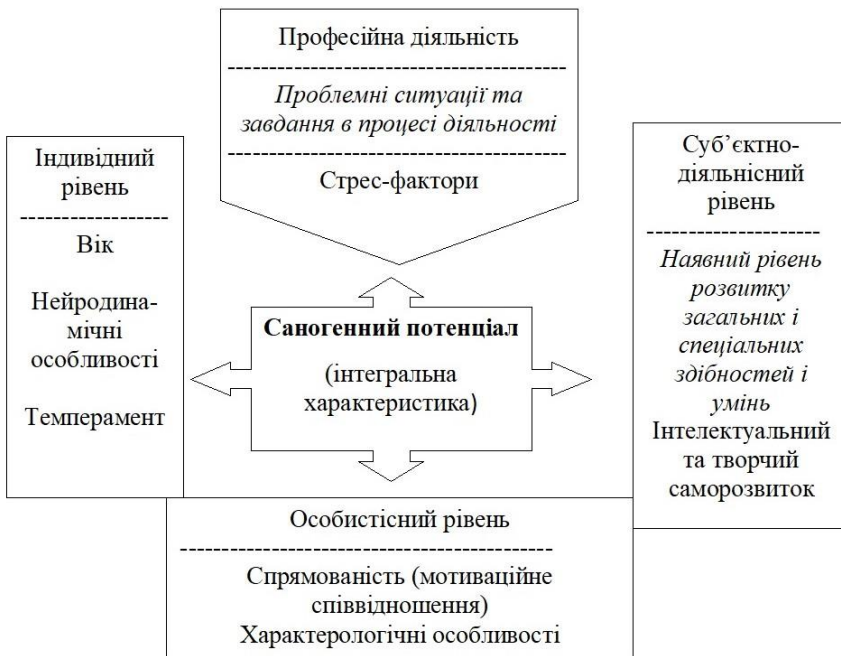 Професійна діяльність
Проблемні ситуації та
завдання в процесі діяльності
Стрес-фактори
Індивідний
рівень
Вік
Нейродина-
мічні
особливості
Темперамент
Саногенний потенціал
(інтегральна
характеристика)
Суб’єктно-
діяльнісний
рівень
Наявний рівень
розвитку
загальних і
спеціальних
здібностей і
умінь
Інтелектуальний
та творчий
саморозвиток
Особистісний рівень
Спрямованість (мотиваційне
співвідношення)
Характерологічні особливості